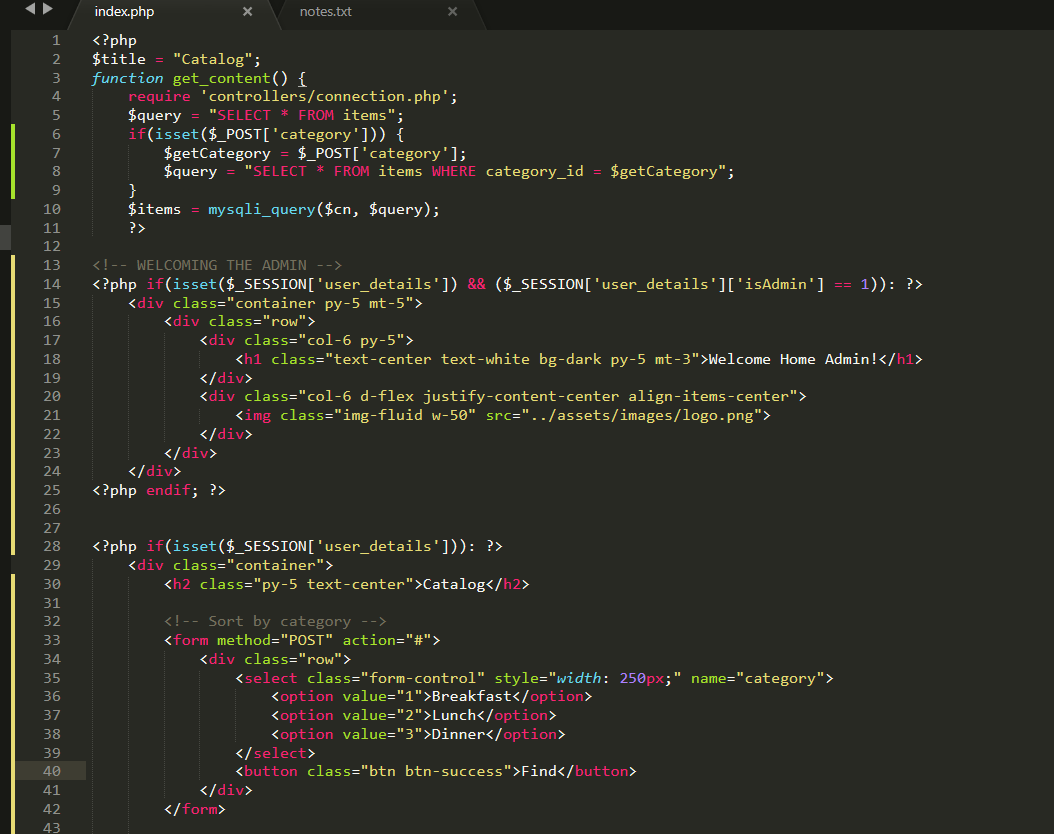 index.php × notes.txt ×
1 <?php
2 $title = "Catalog";
3 function get_content() {
4     require 'controllers/connection.php';
5     $query = "SELECT * FROM items";
6     if(isset($_POST['category'])) {
7         $getCategory = $_POST['category'];
8         $query = "SELECT * FROM items WHERE category_id = $getCategory";
9     }
10     $items = mysqli_query($cn, $query);
11     ?>
12
13 <!-- WELCOMING THE ADMIN -->
14 <?php if(isset($_SESSION['user_details']) && ($_SESSION['user_details']['isAdmin'] == 1)): ?>
15     <div class="container py-5 mt-5">
16         <div class="row">
17             <div class="col-6 py-5">
18                 <h1 class="text-center text-white bg-dark py-5 mt-3">Welcome Home Admin!</h1>
19             </div>
20             <div class="col-6 d-flex justify-content-center align-items-center">
21                 <img class="img-fluid w-50" src="../assets/images/logo.png">
22             </div>
23         </div>
24     </div>
25 <?php endif; ?>
26
27
28 <?php if(isset($_SESSION['user_details'])): ?>
29     <div class="container">
30         <h2 class="py-5 text-center">Catalog</h2>
31
32         <!-- Sort by category -->
33         <form method="POST" action="#">
34             <div class="row">
35                 <select class="form-control" style="width: 250px;" name="category">
36                     <option value="1">Breakfast</option>
37                     <option value="2">Lunch</option>
38                     <option value="3">Dinner</option>
39                 </select>
40                 <button class="btn btn-success">Find</button>
41             </div>
42         </form>
43